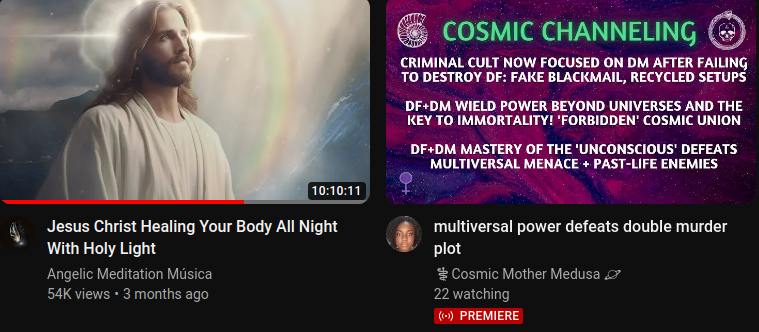 10:10:11
Jesus Christ Healing Your Body All Night
With Holy Light
Angelic Meditation Música
54K views • 3 months ago
COSMIC CHANNELING
CRIMINAL CULT NOW FOCUSED ON DM AFTER FAILING
TO DESTROY DF: FAKE BLACKMAIL, RECYCLED SETUPS
DF+DM WIELD POWER BEYOND UNIVERSES AND THE
KEY TO IMMORTALITY! 'FORBIDDEN' COSMIC UNION
DF+DM MASTERY OF THE 'UNCONSCIOUS' DEFEATS
MULTIVERSAL MENACE + PAST-LIFE ENEMIES
multiversal power defeats double murder
plot
⚕Cosmic Mother Medusa 🪐
22 watching
PREMIERE